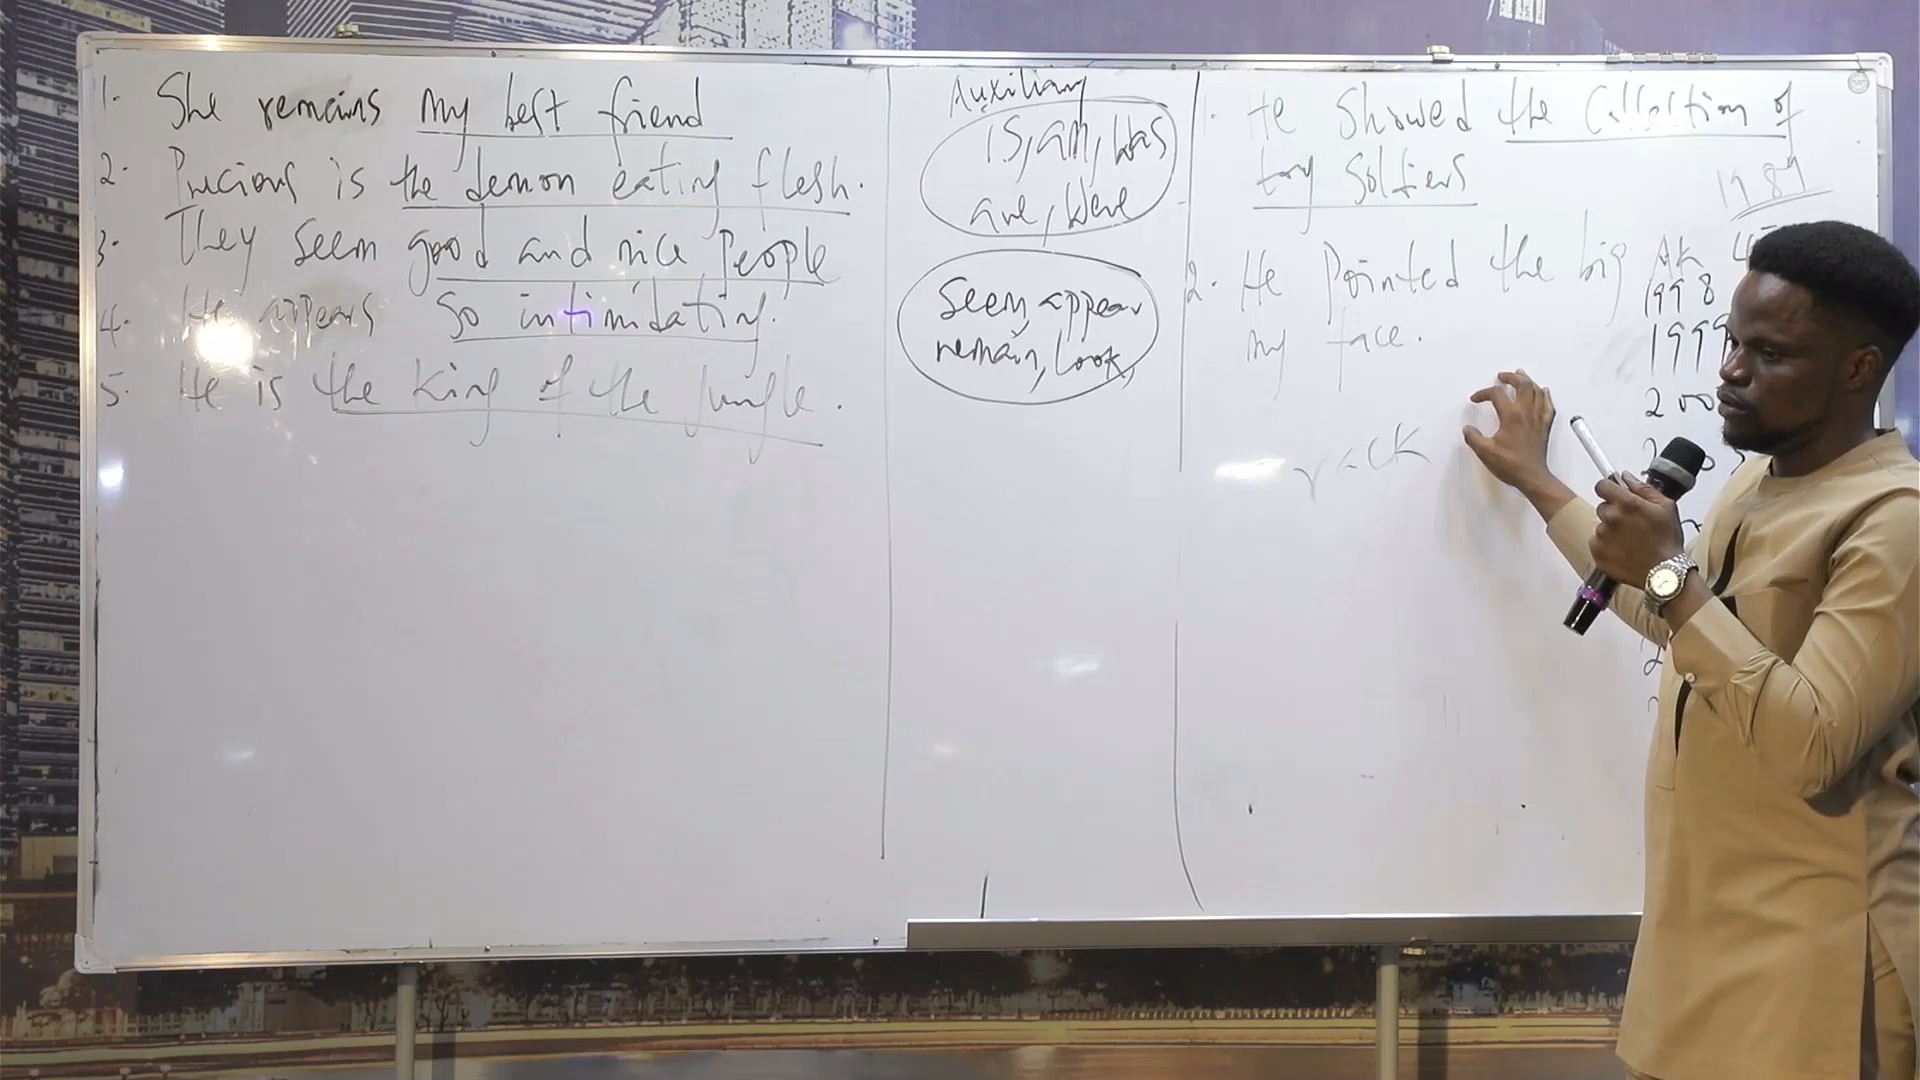 1. She remains my best friend
2. Precious is the demon eating flesh.
3. They seem good and nice people
4. He appears so intimidating.
5. He is the King of the Jungle.
Auxiliary
is, am, was
are, were
Seem, appear
remain, look,
1. He showed the Collection of
toy soldiers
1989
2. He pointed the big AK
my face.
1998
1999
200